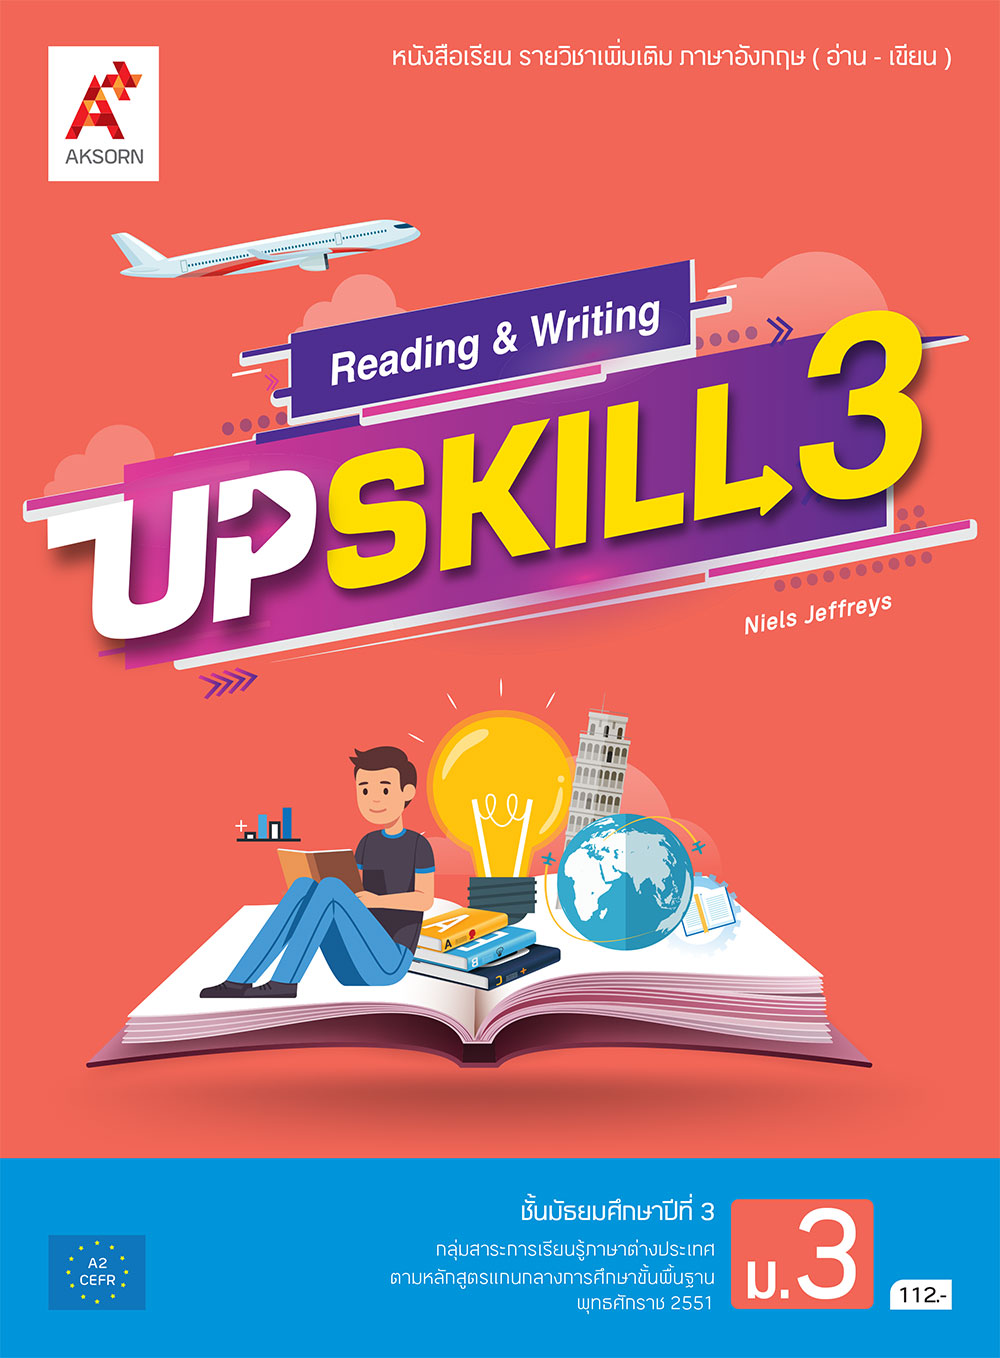 หนังสือเรียน รายวิชาเพิ่มเติม ภาษาอังกฤษ ( อ่าน - เขียน )
AKSORN
Reading & Writing
UPSKILL 3
Niels Jeffreys
A
A
B
C
ชั้นมัธยมศึกษาปีที่ 3
กลุ่มสาระการเรียนรู้ภาษาต่างประเทศ
ตามหลักสูตรแกนกลางการศึกษาขั้นพื้นฐาน
พุทธศักราช 2551
ม.3
112.-
A2
CEFR